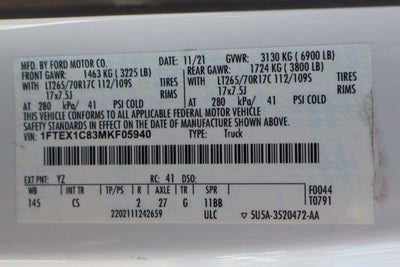 MFD. BY FORD MOTOR CO.
11/21 GVWR: 3130 KG (6900 LB)
FRONT GAWR: 1463 KG (3225 LB)
REAR GAWR: 1724 KG (3800 LB)
WITH LT265/70R17C 112/109S TIRES
17x7.5J RIMS
WITH LT265/70R17C 112/109S TIRES
17x7.5J RIMS
AT 280 kPa/ 41 PSI COLD
AT 280 kPa/ 41 PSI COLD
THIS VEHICLE CONFORMS TO ALL APPLICABLE FEDERAL MOTOR VEHICLE
SAFETY STANDARDS IN EFFECT ON THE DATE OF MANUFACTURE SHOWN ABOVE.
VIN: 1FTEX1C83MKF05940
TYPE: Truck
EXT PNT: YZ RC: 41 DSO:
WB INT TR TP/PS R AXLE TR SPR
145 CS 2 27 G 11BB
F0044
T0791
2202111242659 ULC 5U5A-3520472-AA